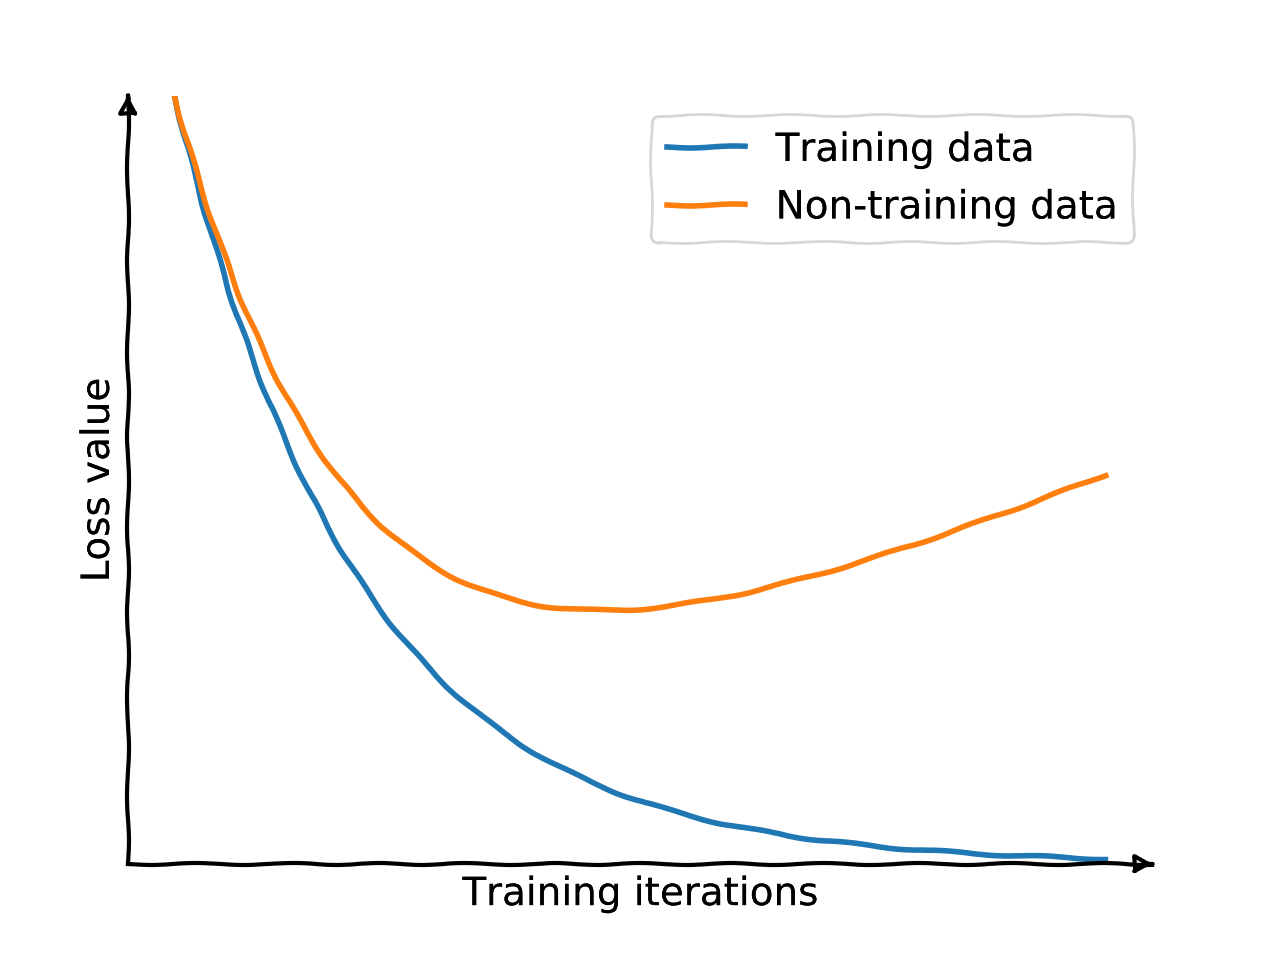 Training data
Non-training data
Loss value
Training iterations